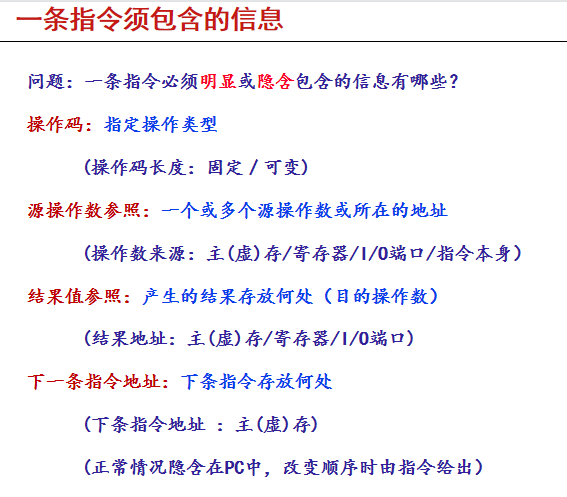 一条指令须包含的信息
问题：一条指令必须明显或隐含包含的信息有哪些？
操作码：指定操作类型
(操作码长度：固定／可变)
源操作数参照：一个或多个源操作数或所在的地址
(操作数来源：主(虚)存/寄存器/I/O端口/指令本身)
结果值参照：产生的结果存放何处（目的操作数）
(结果地址：主(虚)存/寄存器/I/O端口)
下一条指令地址：下条指令存放何处
(下条指令地址 ：主(虚)存)
(正常情况隐含在PC中，改变顺序时由指令给出)